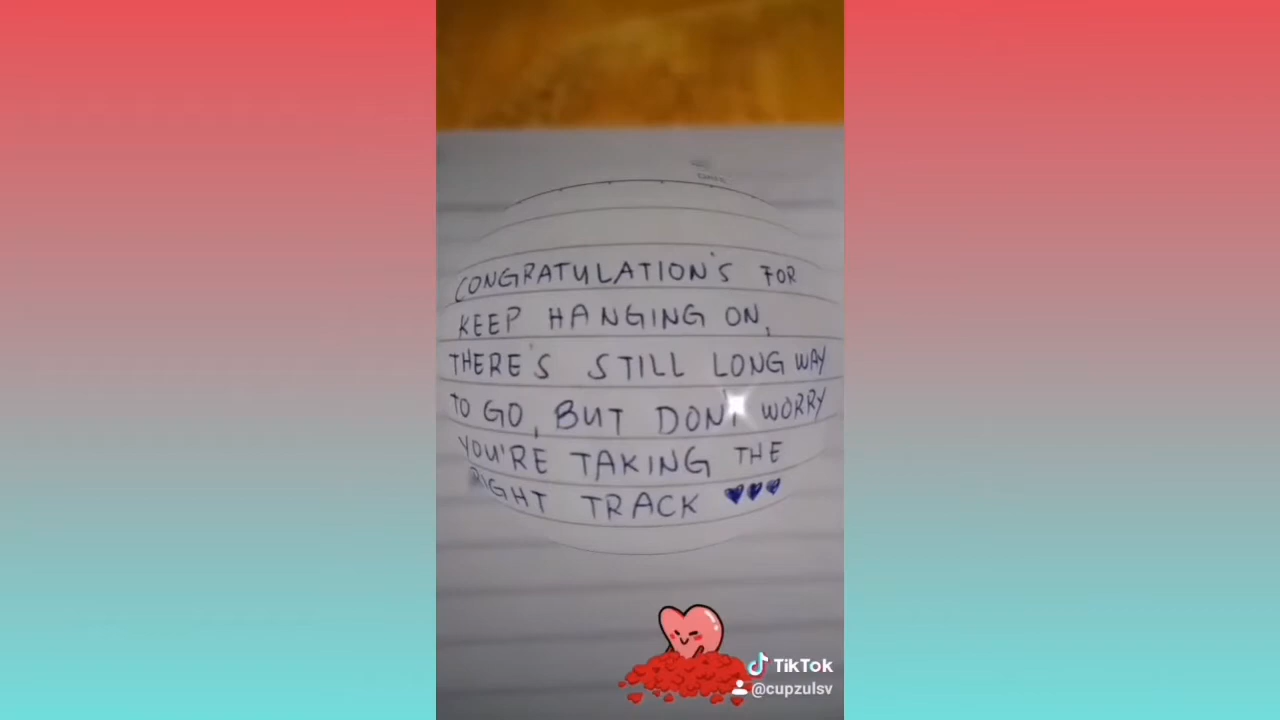 CONGRATULATION'S FOR
KEEP HANGING ON,
THERE'S STILL LONG WAY
TO GO, BUT DON'T WORRY
YOU'RE TAKING THE
RIGHT TRACK ♥♥♥
TikTok
@cupzulsv